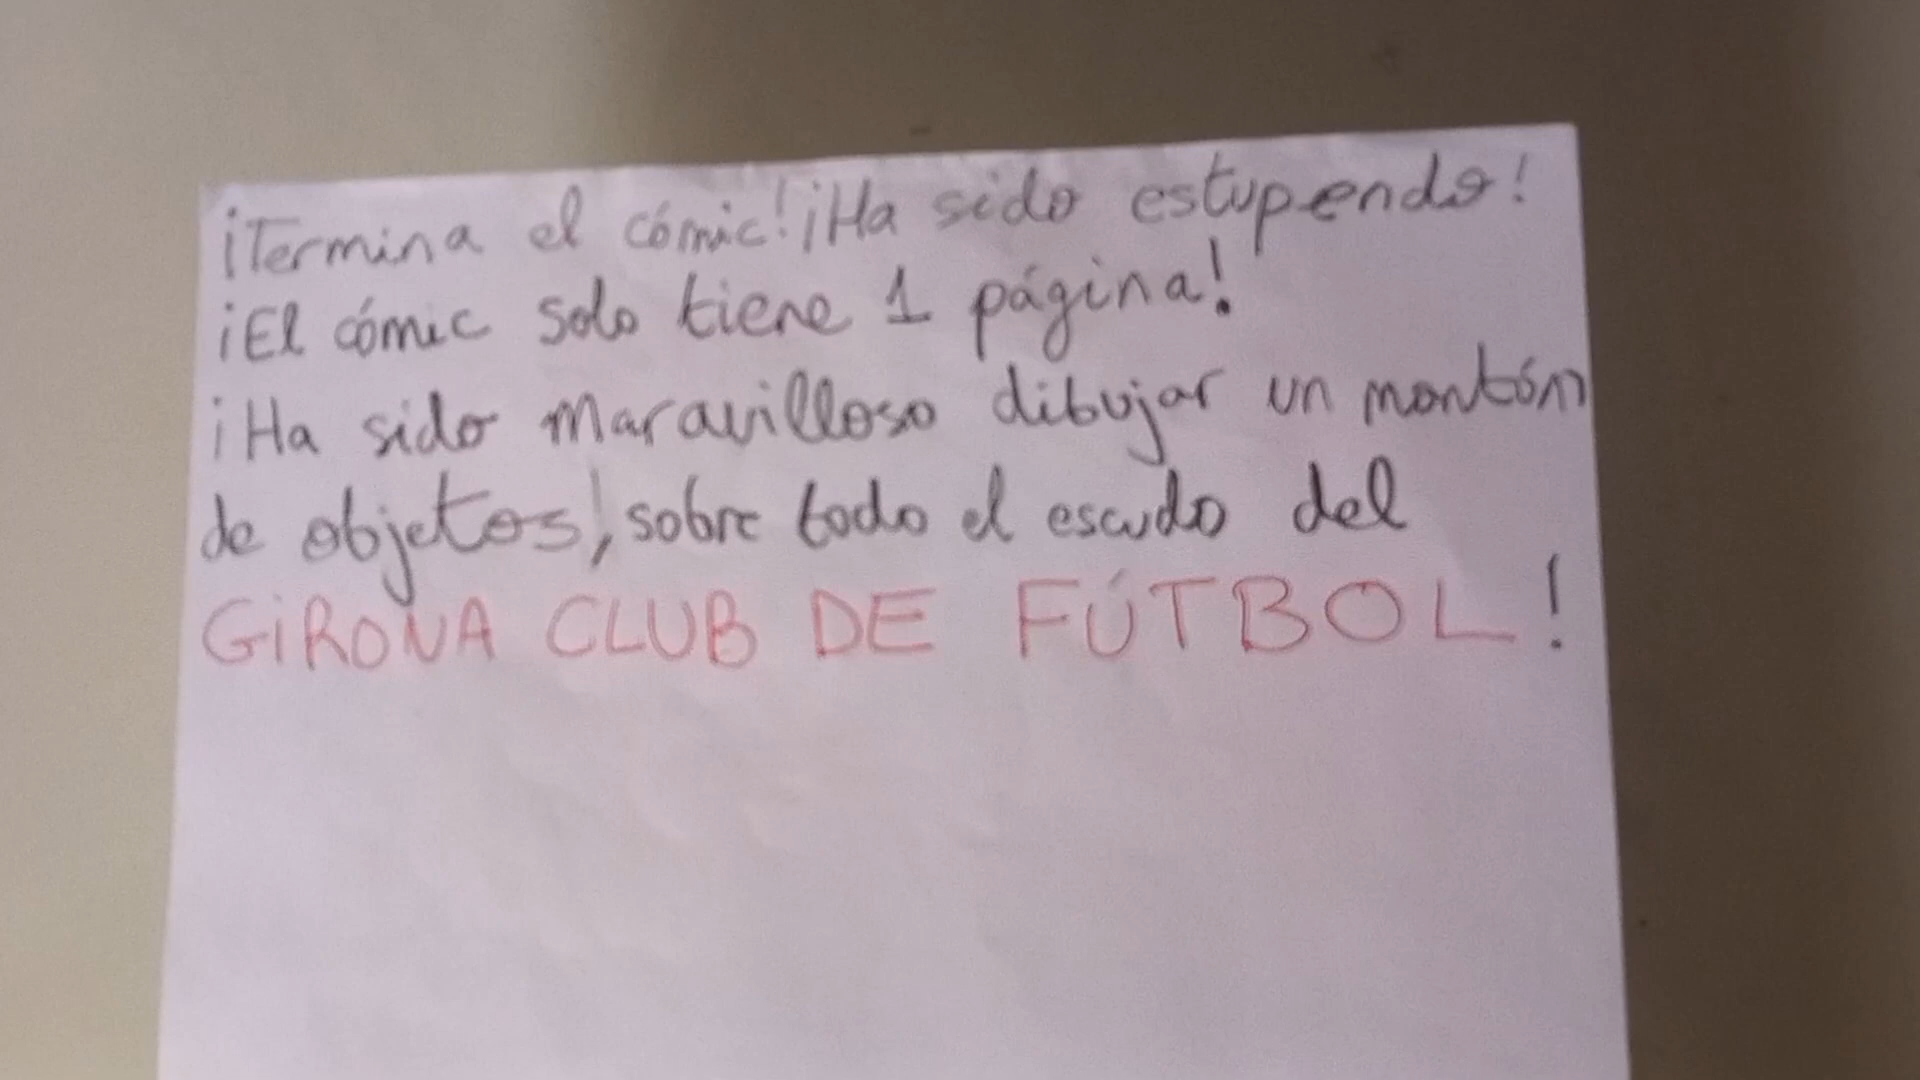 ¡Termina el cómic! ¡Ha sido estupendo!
¡El cómic solo tiene 1 página!
¡Ha sido maravilloso dibujar un montón
de objetos!, sobre todo el escudo del
GiRONA CLUB DE FÚTBOL!